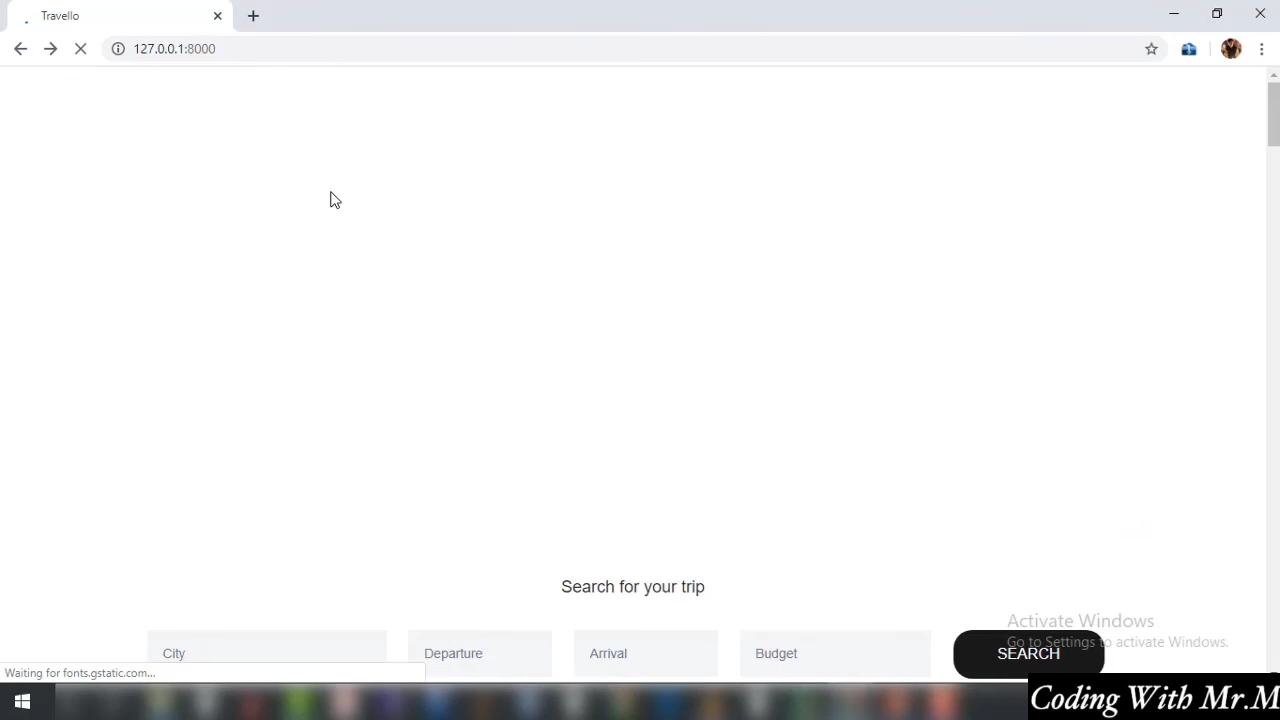 Travello
127.0.0.1:8000
Search for your trip
City
Departure
Arrival
Budget
SEARCH
Activate Windows
Go to Settings to activate Windows.
Waiting for fonts.gstatic.com...
Coding With Mr.M